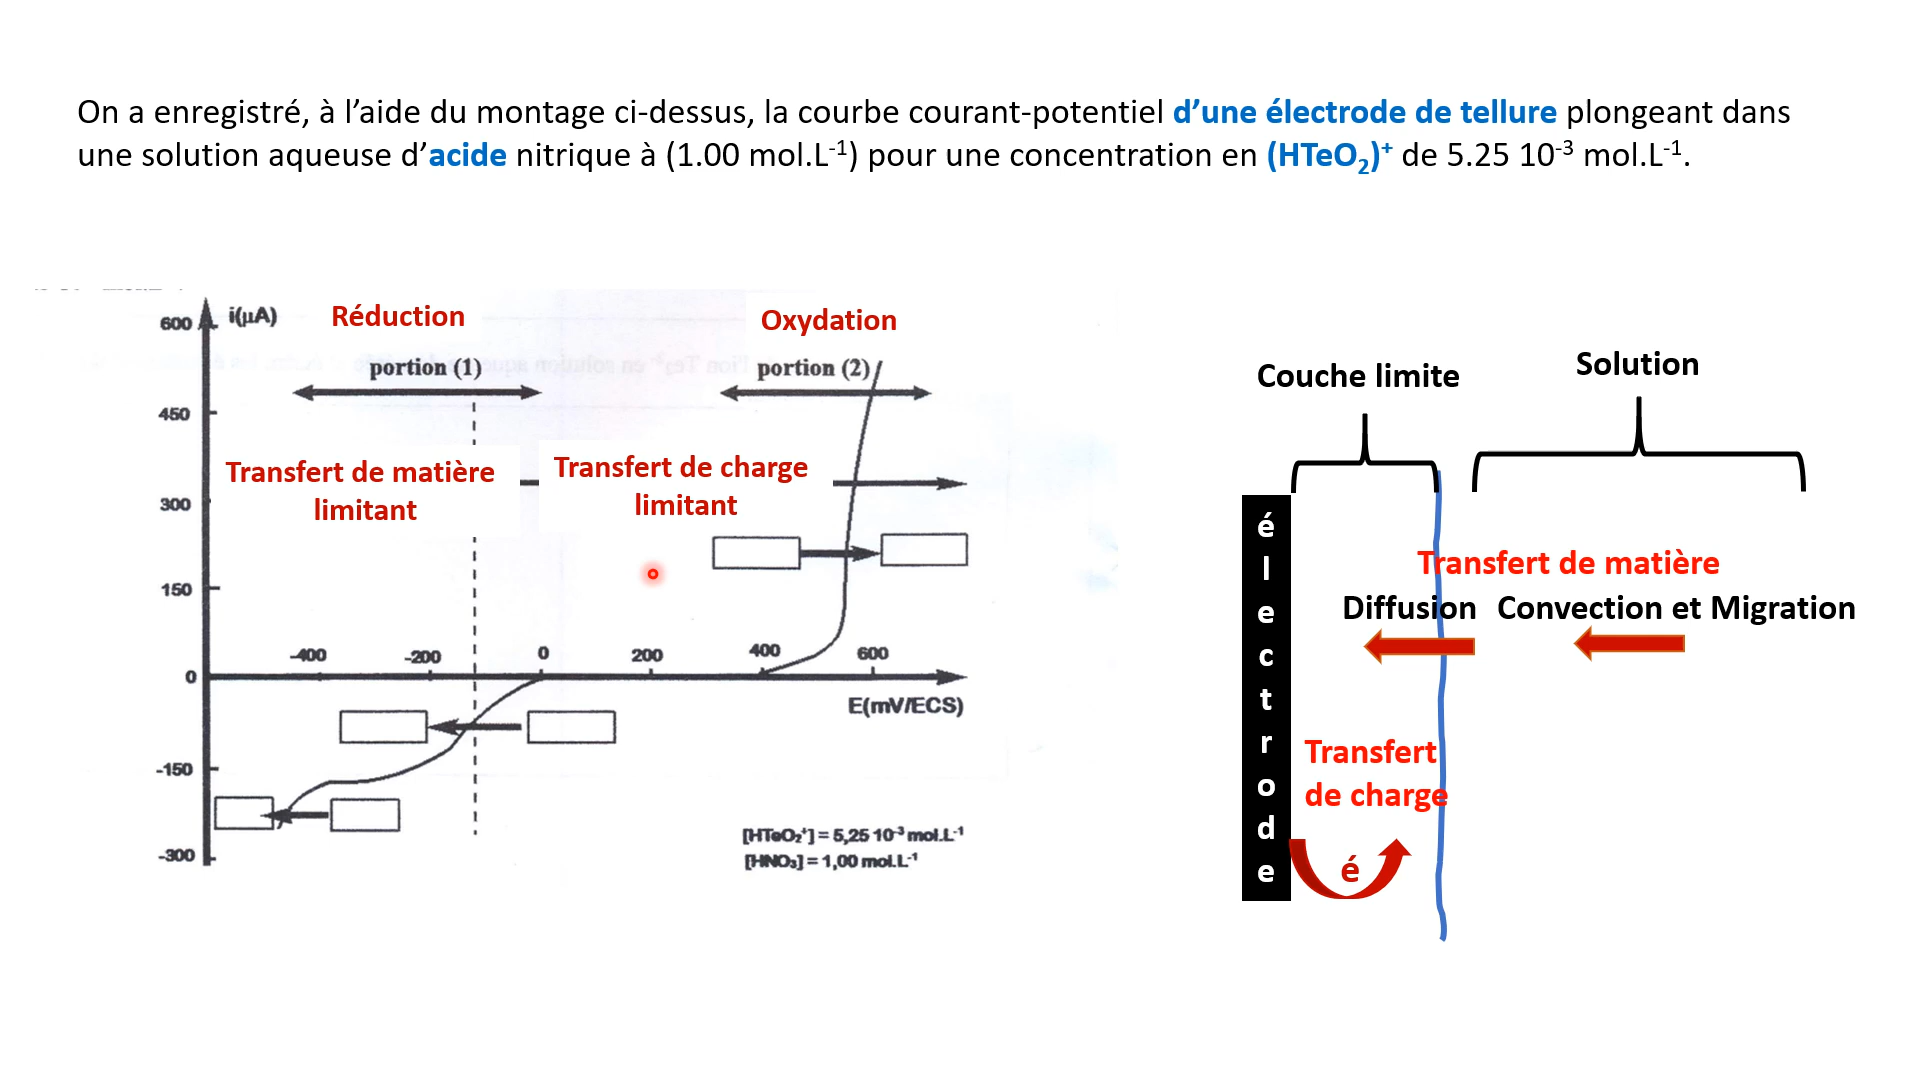 On a enregistré, à l’aide du montage ci-dessus, la courbe courant-potentiel d’une électrode de tellure plongeant dans
une solution aqueuse d’acide nitrique à (1.00 mol.L-1) pour une concentration en (HTeO2)+ de 5.25 10-3 mol.L-1.
600
i(µA)
Réduction
Oxydation
portion (1)
portion (2)
450
Transfert de matière
limitant
Transfert de charge
limitant
300
150
-400
-200
0
200
400
600
0
E(mV/ECS)
-150
-300
[HTeO2+] = 5,25 10-3 mol.L-1
[HNO3] = 1,00 mol.L-1
Couche limite
Solution
électrode
Transfert de matière
Diffusion
Convection et Migration
Transfert
de charge
é